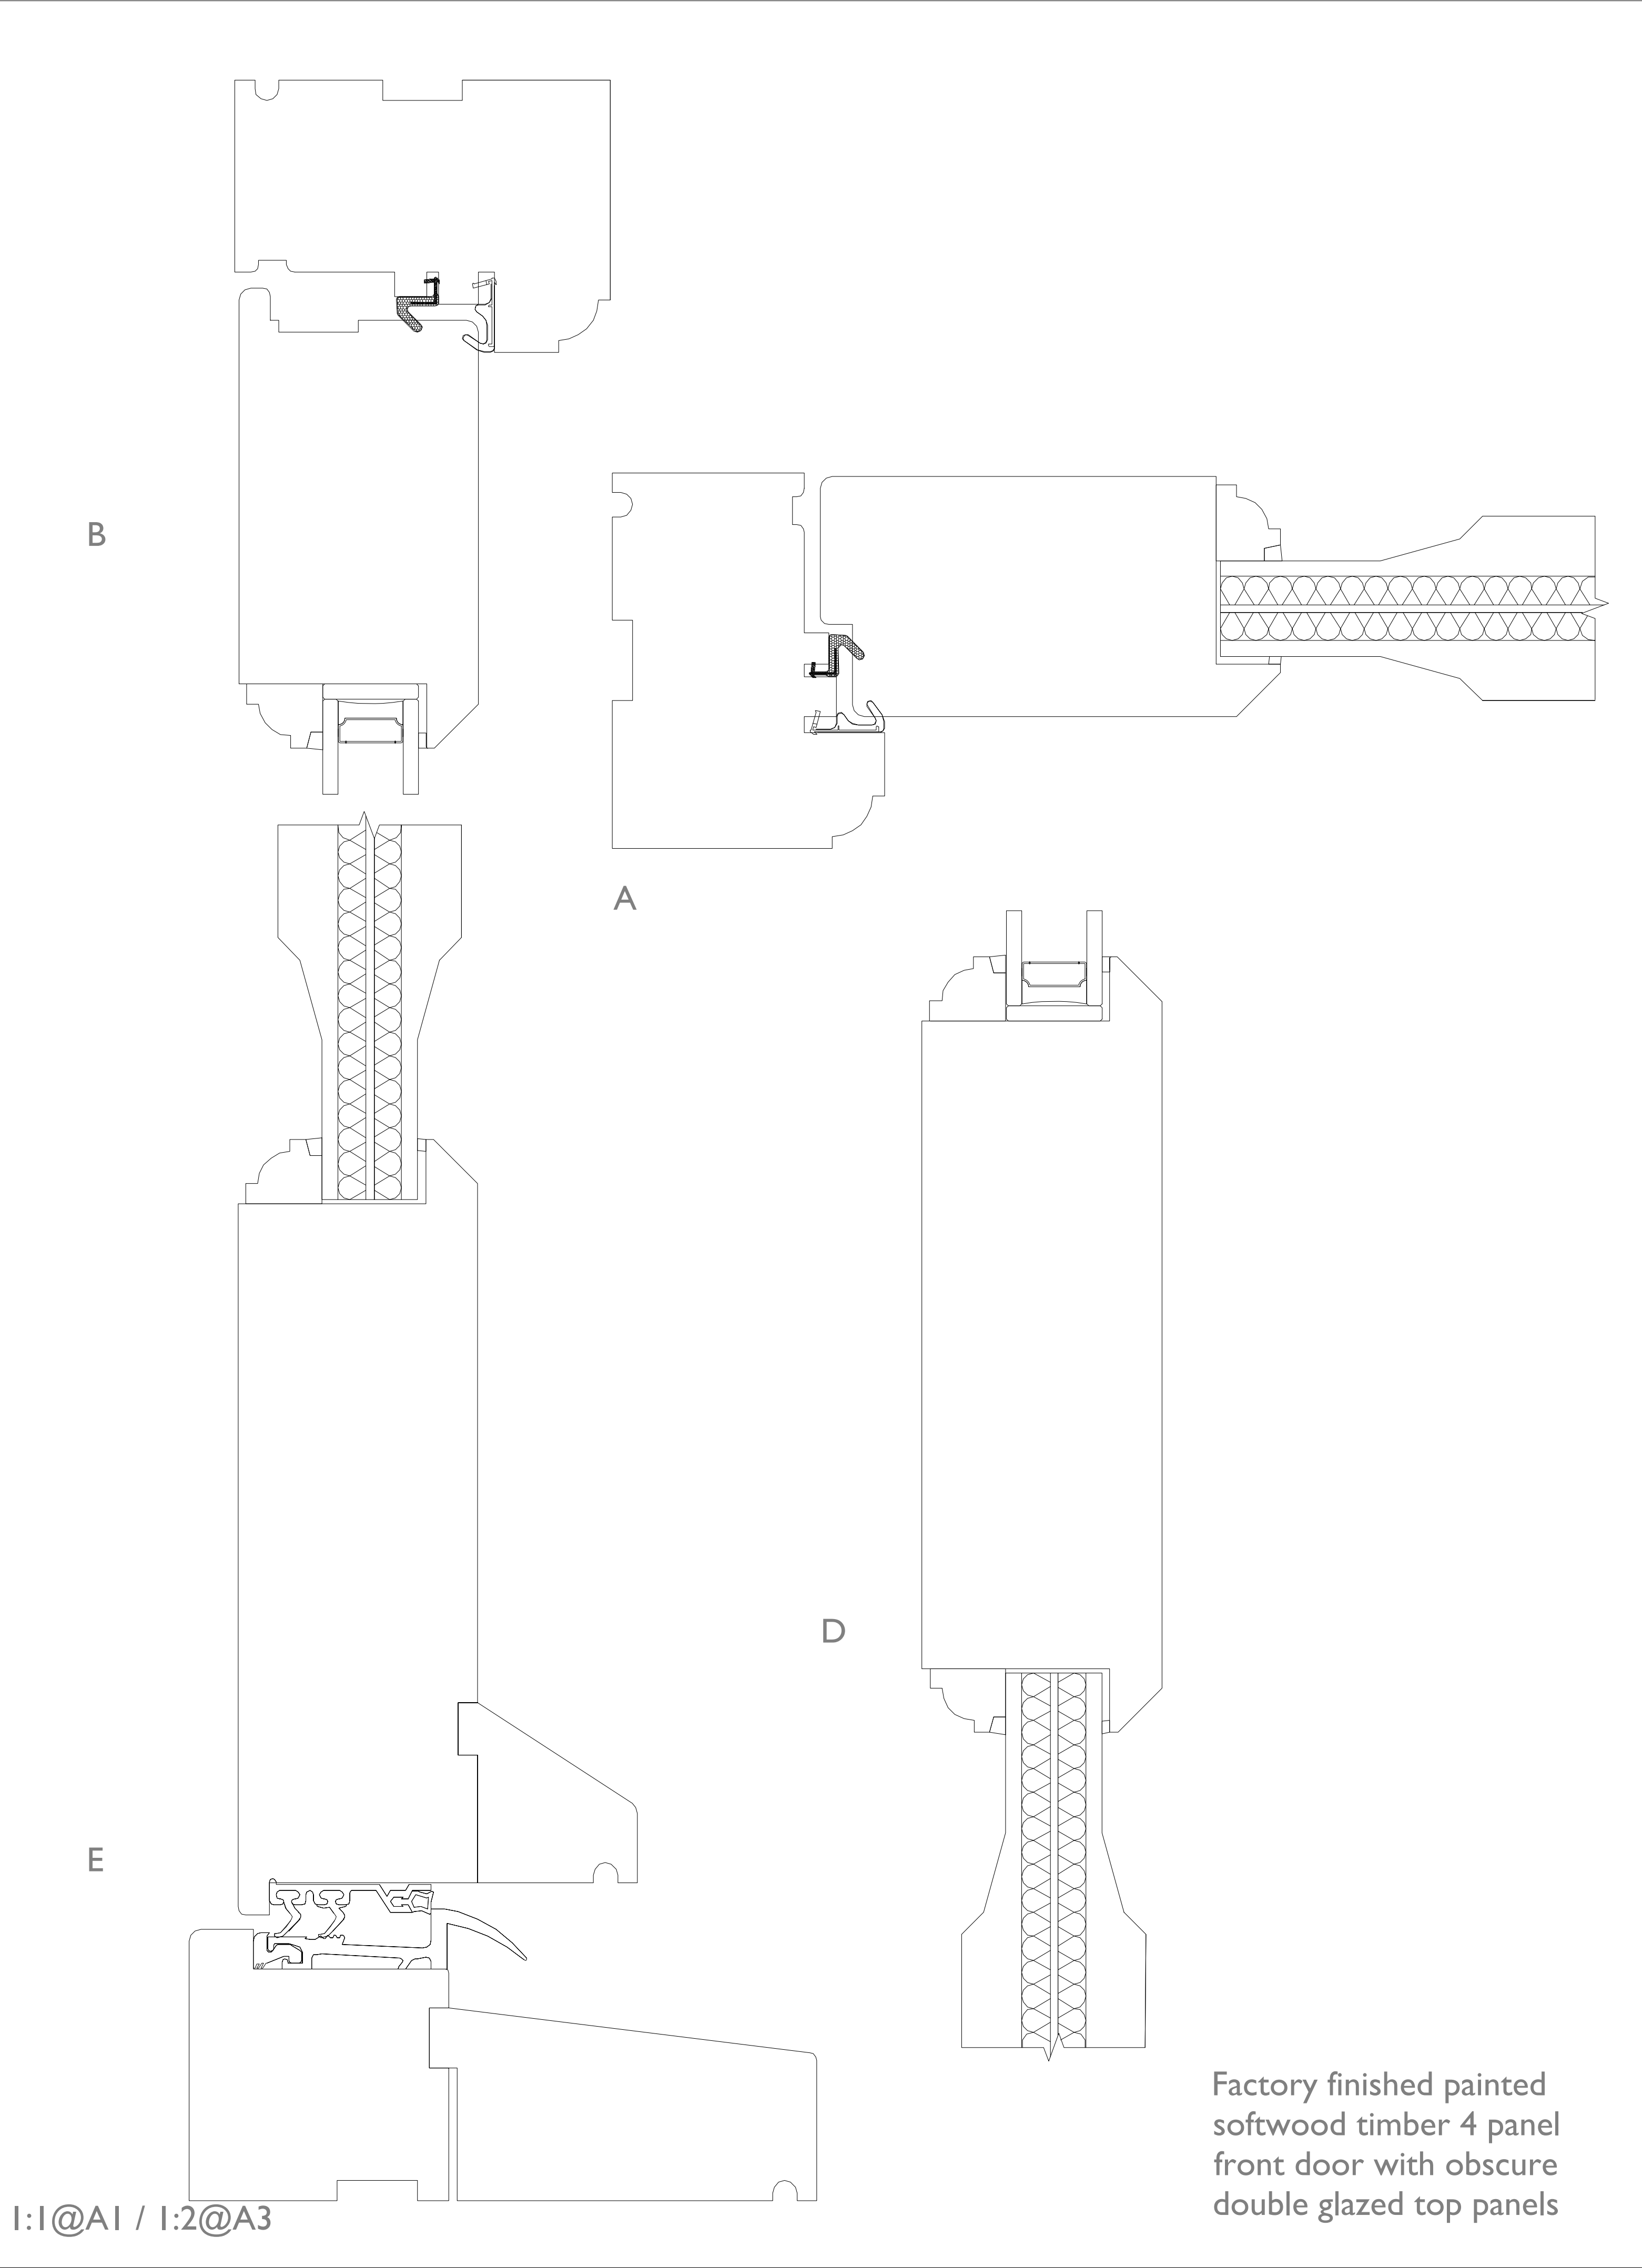 B
A
D
E
Factory finished painted
softwood timber 4 panel
front door with obscure
double glazed top panels
1:1@A1 / 1:2@A3